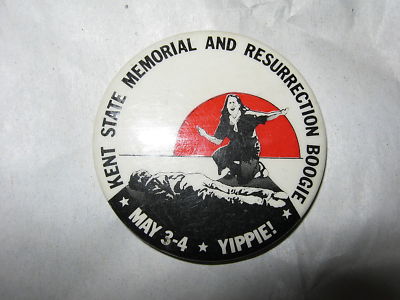 KENT STATE MEMORIAL AND RESURRECTION BOOGIE
★ MAY 3-4 ★ YIPPIE! ★